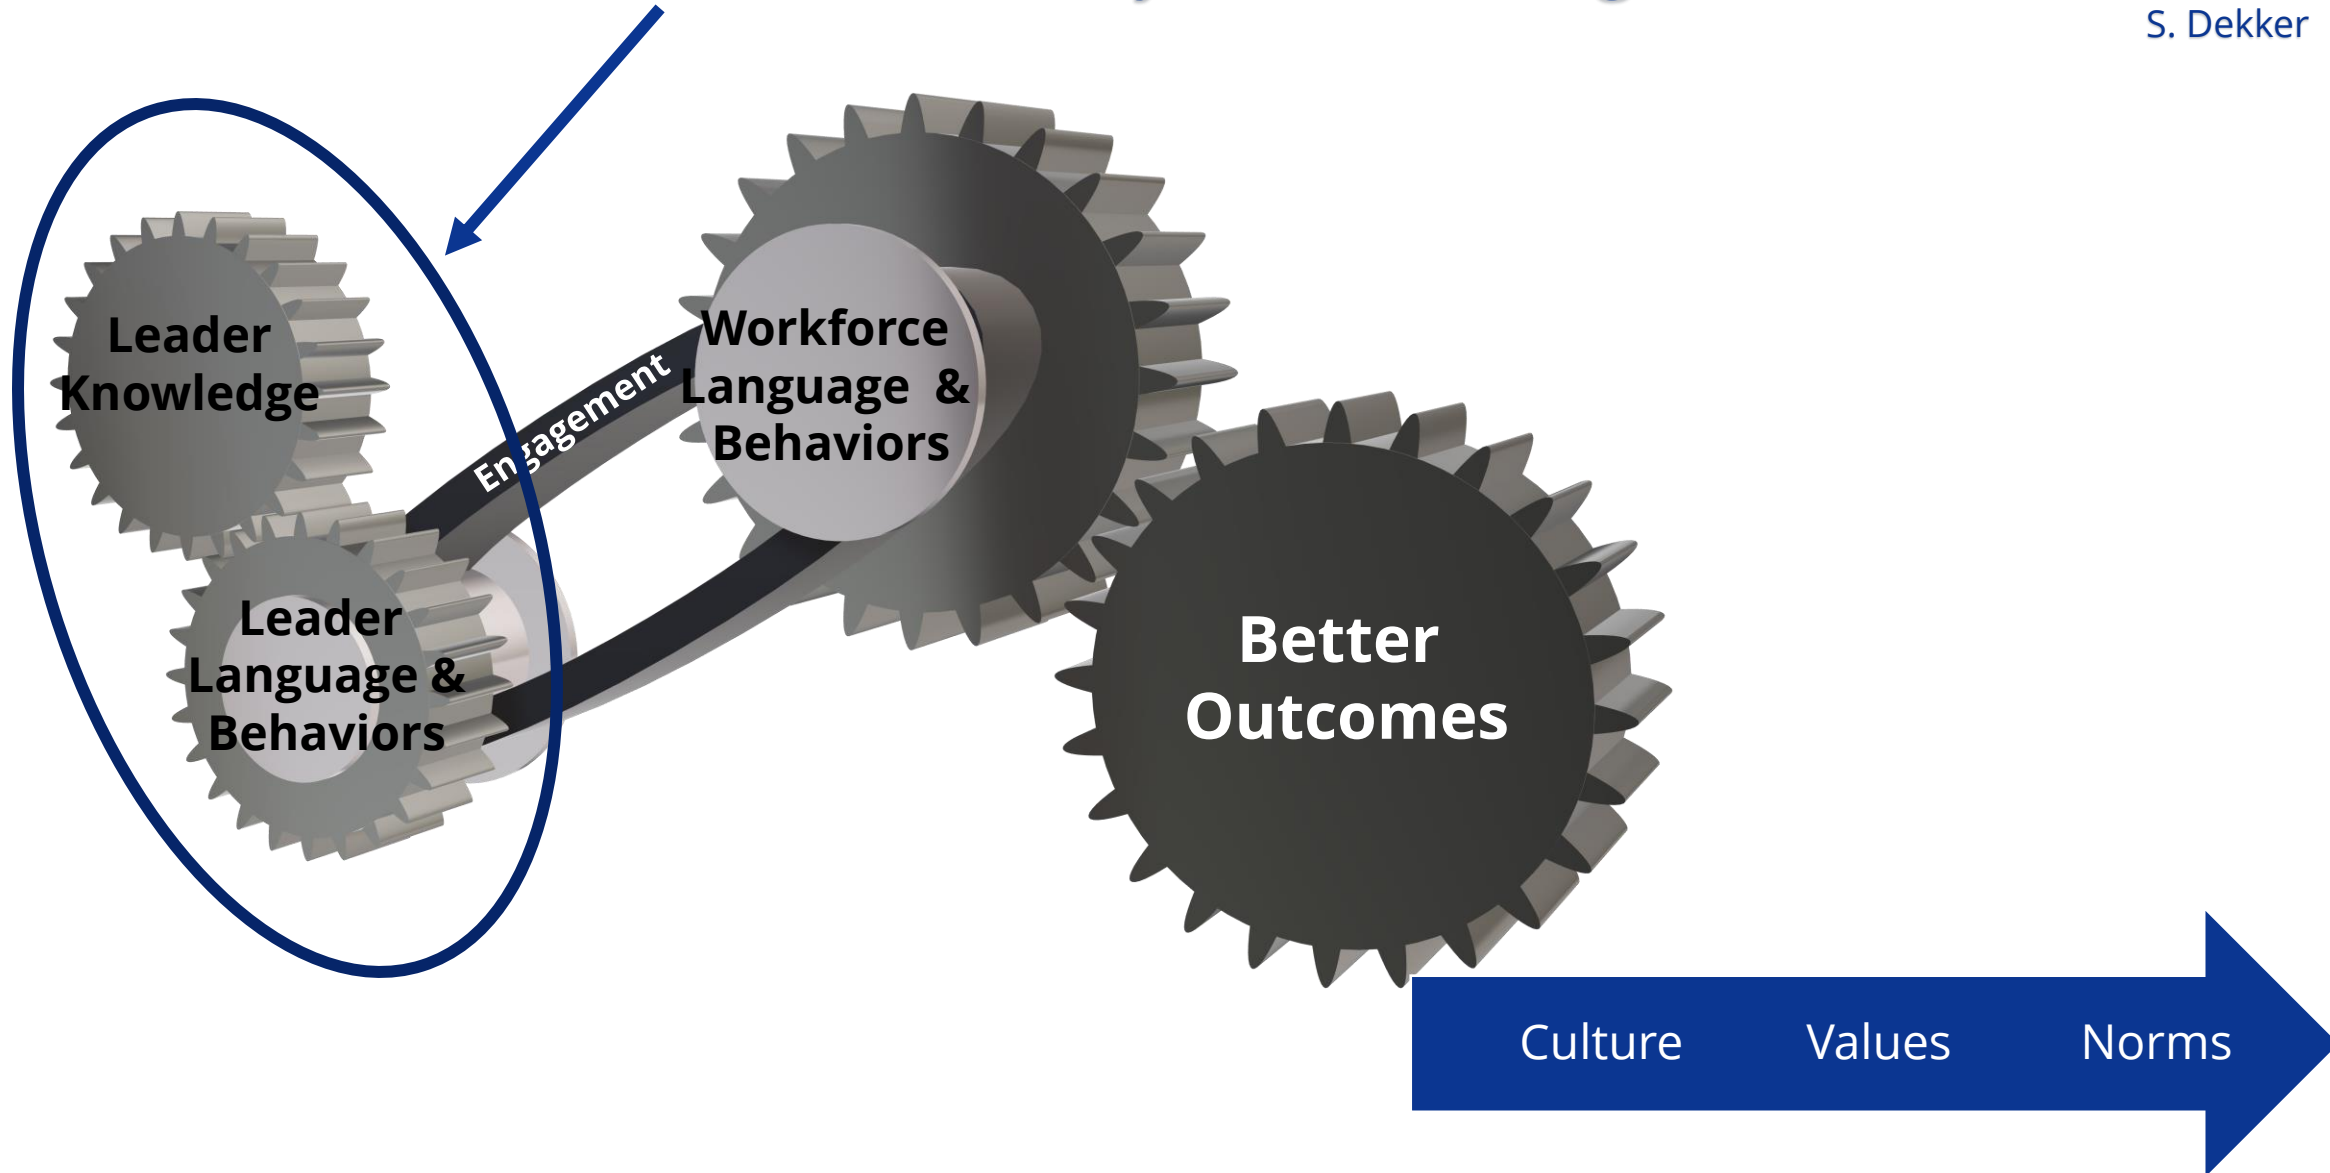 S. Dekker
Leader
Knowledge
Engagement
Workforce
Language &
Behaviors
Leader
Language &
Behaviors
Better
Outcomes
Culture Values Norms